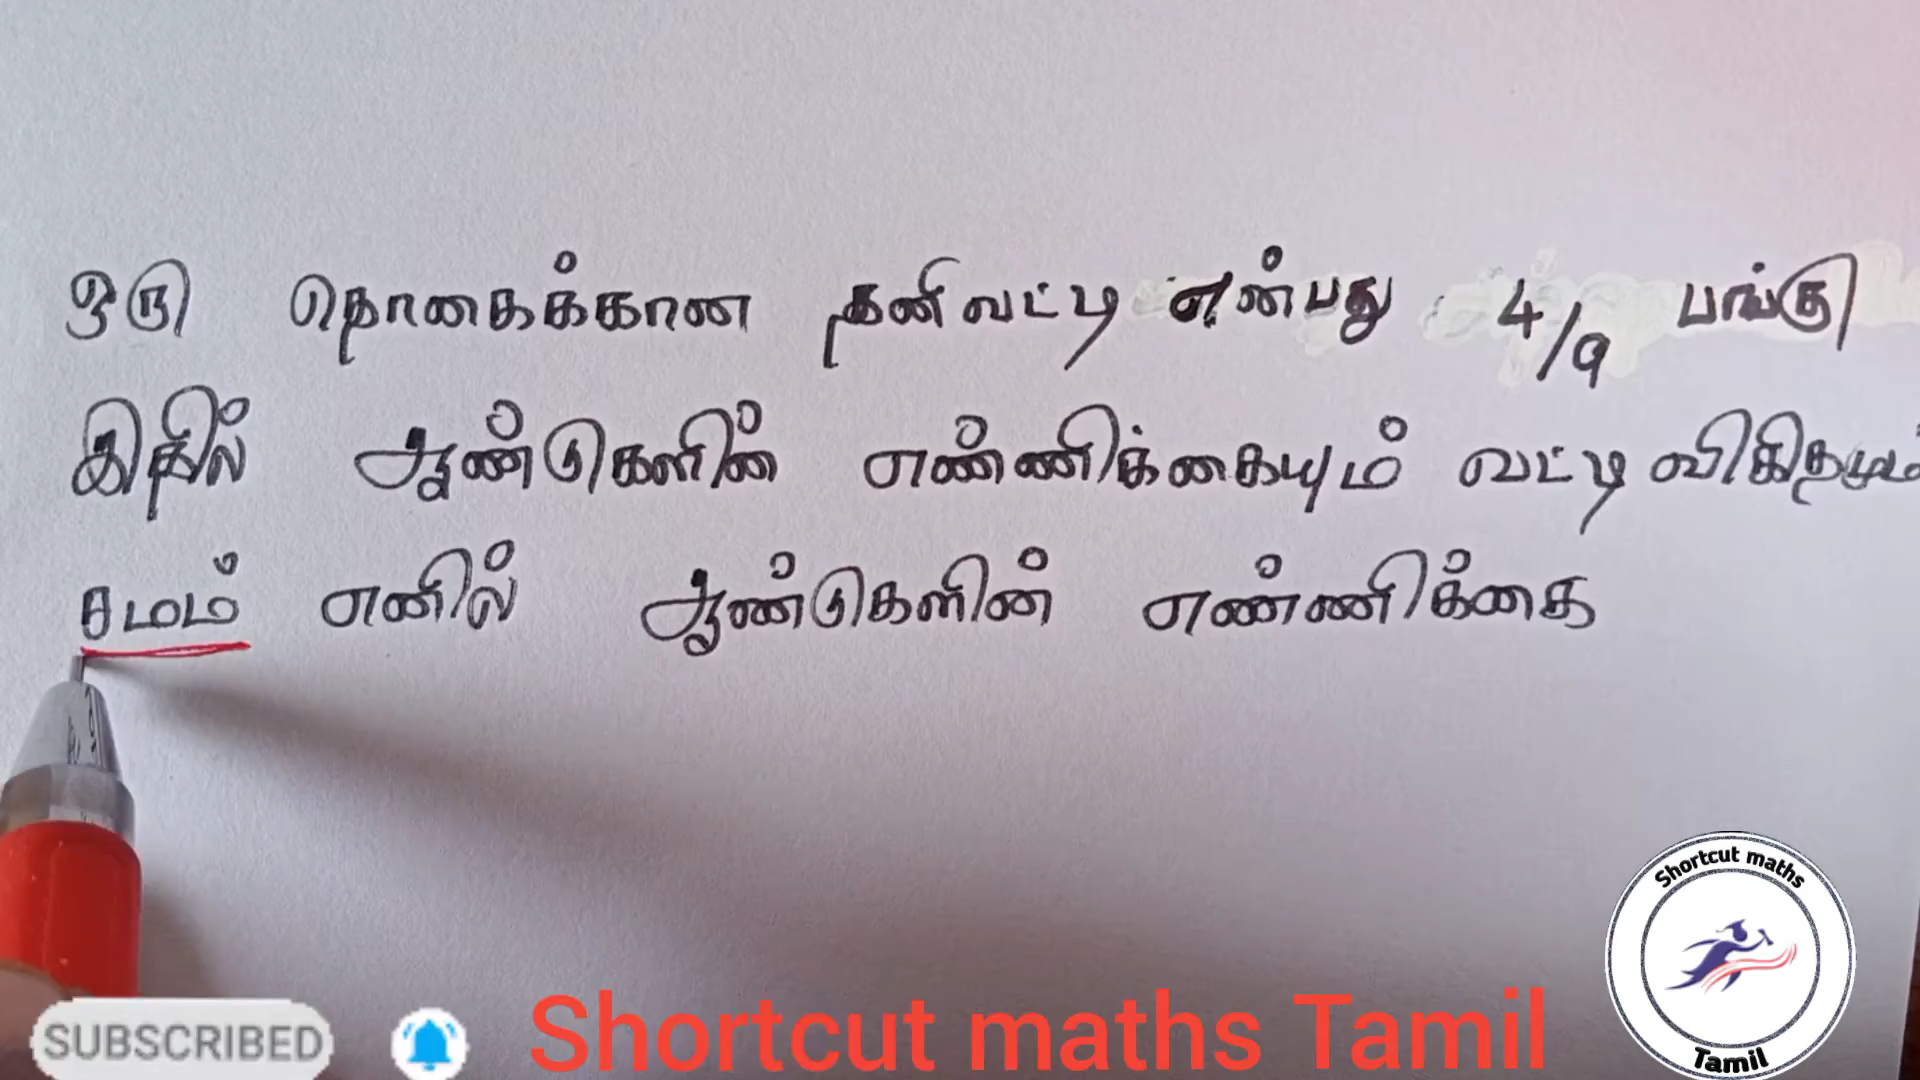 ஒரு தொகைக்கான தனிவட்டி என்பது 4/9 பங்கு
இதில் ஆண்டுகளின் எண்ணிக்கையும் வட்டி விகிதமும்
சமம் எனில் ஆண்டுகளின் எண்ணிக்கை
SUBSCRIBED
Shortcut maths Tamil
Shortcut maths
Tamil